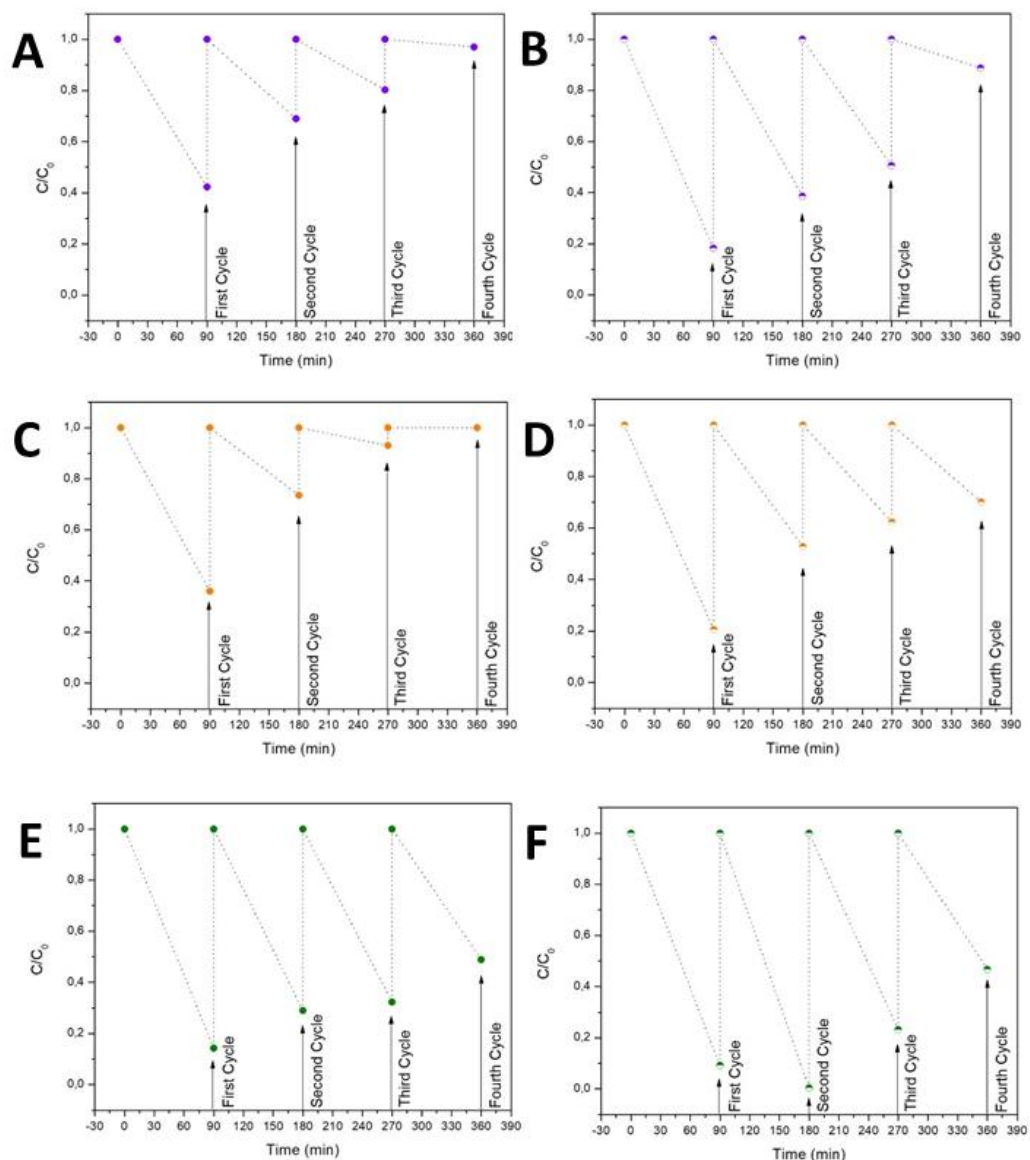 A
1,0
0,8
0,6
0,4
0,2
0,0
C/C0
First Cycle
Second Cycle
Third Cycle
Fourth Cycle
-30 0 30 60 90 120 150 180 210 240 270 300 330 360 390
Time (min)
B
1,0
0,8
0,6
0,4
0,2
0,0
C/C0
First Cycle
Second Cycle
Third Cycle
Fourth Cycle
-30 0 30 60 90 120 150 180 210 240 270 300 330 360 390
Time (min)
C
1,0
0,8
0,6
0,4
0,2
0,0
C/C0
First Cycle
Second Cycle
Third Cycle
Fourth Cycle
-30 0 30 60 90 120 150 180 210 240 270 300 330 360 390
Time (min)
D
1,0
0,8
0,6
0,4
0,2
0,0
C/C0
First Cycle
Second Cycle
Third Cycle
Fourth Cycle
-30 0 30 60 90 120 150 180 210 240 270 300 330 360 390
Time (min)
E
1,0
0,8
0,6
0,4
0,2
0,0
C/C0
First Cycle
Second Cycle
Third Cycle
Fourth Cycle
-30 0 30 60 90 120 150 180 210 240 270 300 330 360 390
Time (min)
F
1,0
0,8
0,6
0,4
0,2
0,0
C/C0
First Cycle
Second Cycle
Third Cycle
Fourth Cycle
-30 0 30 60 90 120 150 180 210 240 270 300 330 360 390
Time (min)